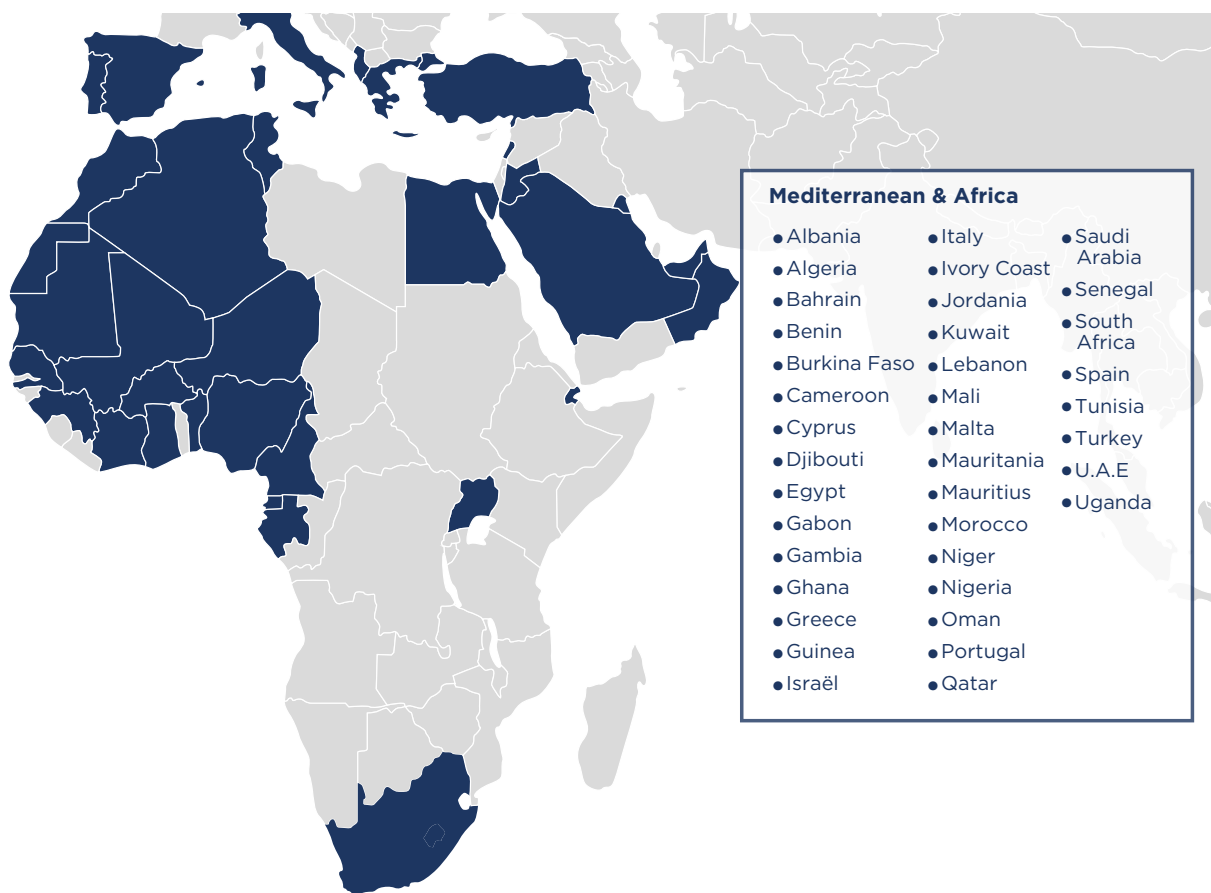 Mediterranean & Africa
• Albania
• Algeria
• Bahrain
• Benin
• Burkina Faso
• Cameroon
• Cyprus
• Djibouti
• Egypt
• Gabon
• Gambia
• Ghana
• Greece
• Guinea
• Israël
• Italy
• Ivory Coast
• Jordania
• Kuwait
• Lebanon
• Mali
• Malta
• Mauritania
• Mauritius
• Morocco
• Niger
• Nigeria
• Oman
• Portugal
• Qatar
• Saudi
Arabia
• Senegal
• South
Africa
• Spain
• Tunisia
• Turkey
• U.A.E
• Uganda